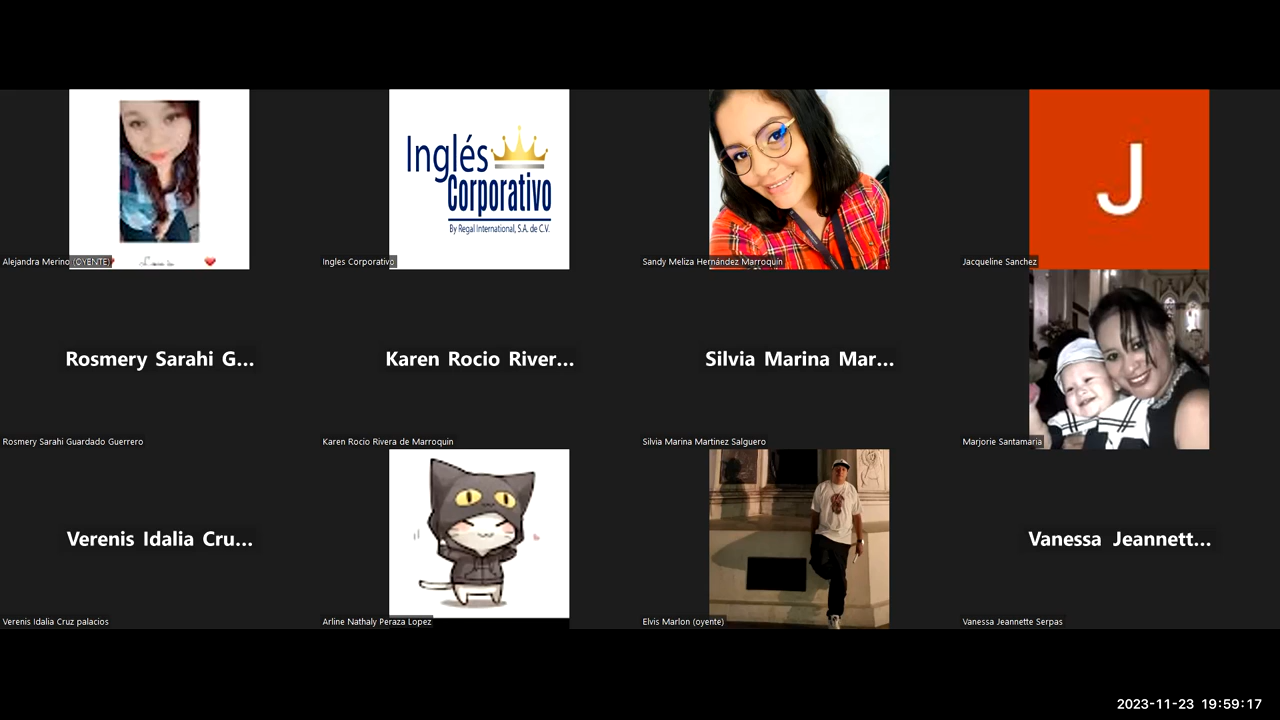 Inglés
Corporativo
By Regal International, S.A. de C.V.
J
Alejandra Merino (OYENTE)
Ingles Corporativo
Sandy Meliza Hernández Marroquín
Jacqueline Sanchez
Rosmery Sarahi G...
Karen Rocio River...
Silvia Marina Mar...
Rosmery Sarahi Guardado Guerrero
Karen Rocio Rivera de Marroquin
Silvia Marina Martinez Salguero
Marjorie Santamaria
Verenis Idalia Cru...
Vanessa Jeannett...
Verenis Idalia Cruz palacios
Arline Nathaly Peraza Lopez
Elvis Marlon (oyente)
Vanessa Jeannette Serpas
2023-11-23 19:59:17